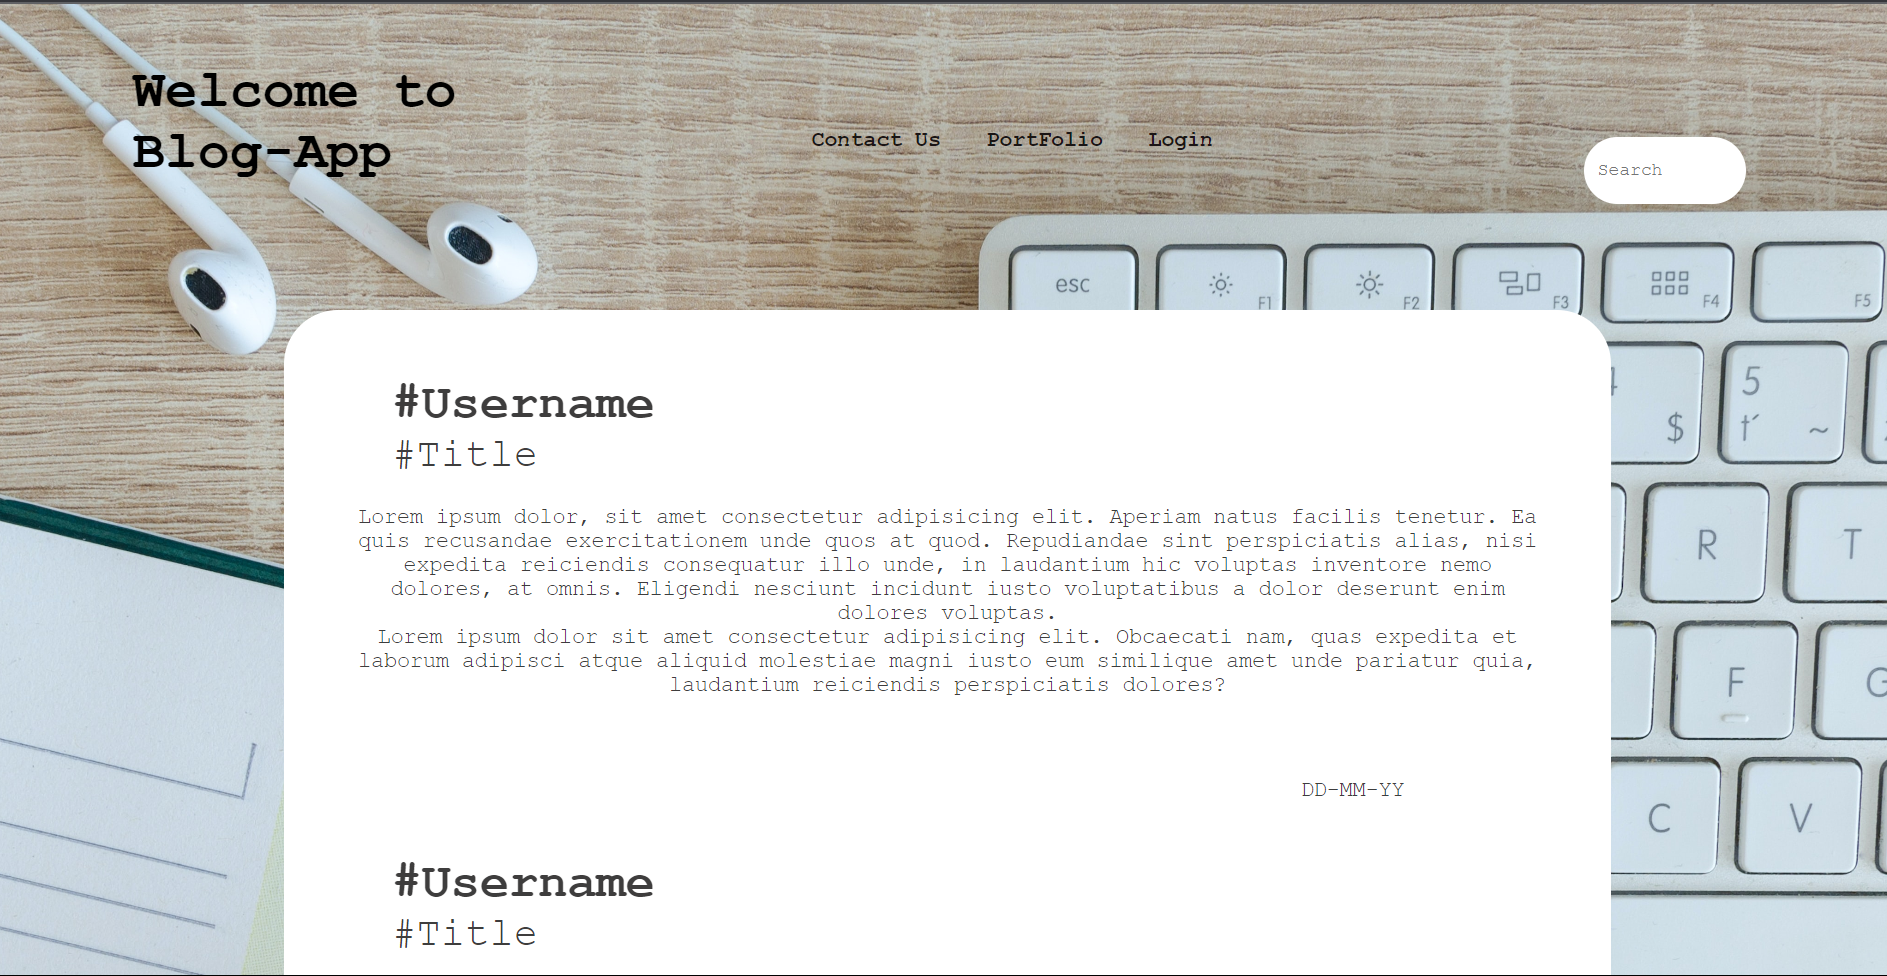 Welcome to
Blog-App
Contact Us PortFolio Login
Search
esc
F1
F2
F3
F4
F5
#Username
#Title
Lorem ipsum dolor, sit amet consectetur adipisicing elit. Aperiam natus facilis tenetur. Ea
quis recusandae exercitationem unde quos at quod. Repudiandae sint perspiciatis alias, nisi
expedita reiciendis consequatur illo unde, in laudantium hic voluptas inventore nemo
dolores, at omnis. Eligendi nesciunt incidunt iusto voluptatibus a dolor deserunt enim
dolores voluptas.
Lorem ipsum dolor sit amet consectetur adipisicing elit. Obcaecati nam, quas expedita et
laborum adipisci atque aliquid molestiae magni iusto eum similique amet unde pariatur quia,
laudantium reiciendis perspiciatis dolores?
DD-MM-YY
#Username
#Title
$
5
t´ ~
R
T
F
G
C
V